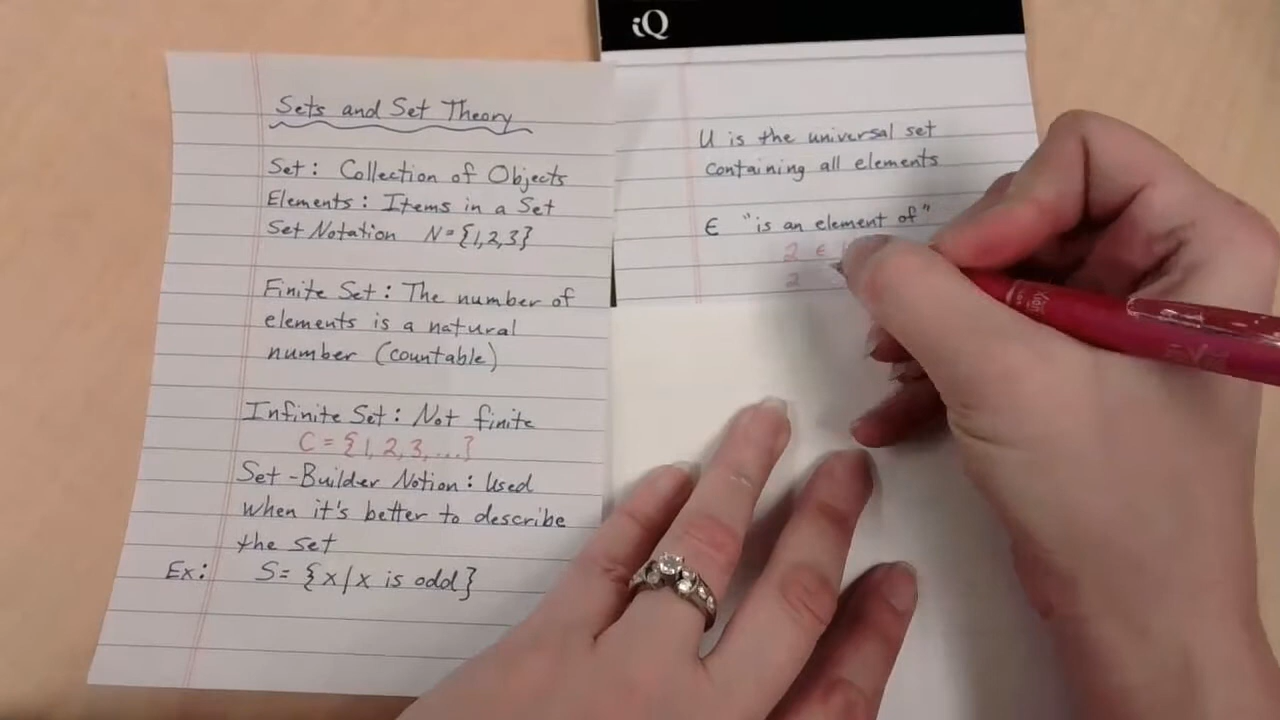 iQ
Sets and Set Theory
Set: Collection of Objects
Elements: Items in a Set
Set Notation N={1,2,3}
Finite Set: The number of
elements is a natural
number (countable)
Infinite Set: Not finite
C={1,2,3,...}
Set-Builder Notion: Used
when it's better to describe
the set
Ex: S={x/x is odd}
U is the universal set
containing all elements
∈ "is an element of"
2 ∈
2